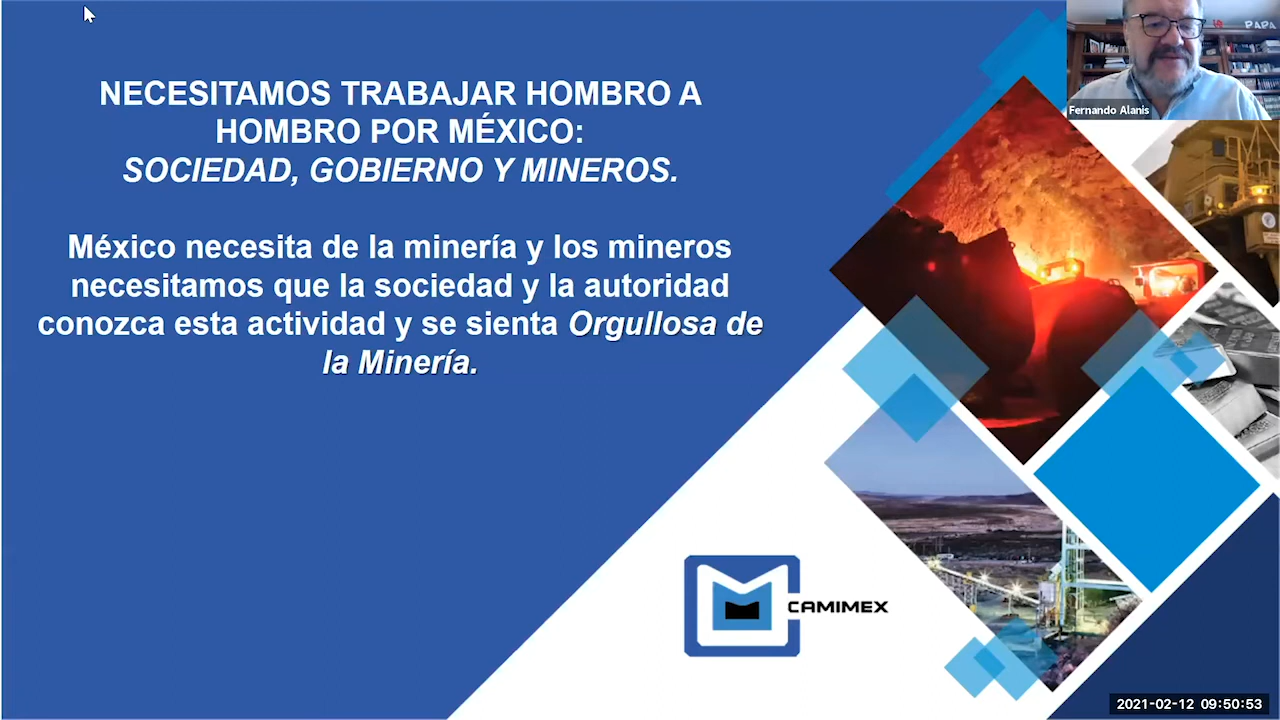 NECESITAMOS TRABAJAR HOMBRO A
HOMBRO POR MÉXICO:
SOCIEDAD, GOBIERNO Y MINEROS.
México necesita de la minería y los mineros
necesitamos que la sociedad y la autoridad
conozca esta actividad y se sienta Orgullosa de
la Minería.
CAMIMEX
PAPA
Fernando Alanis
2021-02-12 09:50:53